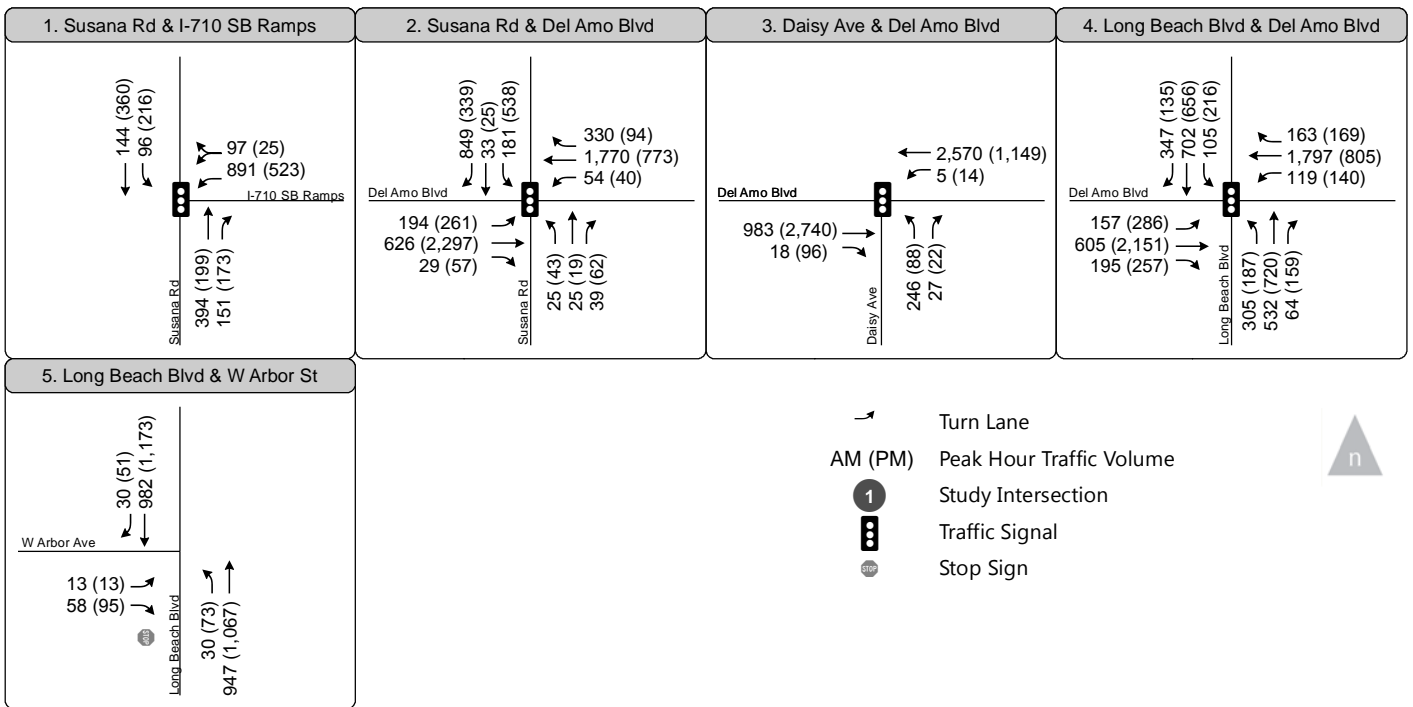 1. Susana Rd & I-710 SB Ramps
144 (360)
96 (216)
97 (25)
891 (523)
I-710 SB Ramps
Susana Rd
394 (199)
151 (173)
2. Susana Rd & Del Amo Blvd
849 (339)
33 (25)
181 (538)
330 (94)
1,770 (773)
54 (40)
Del Amo Blvd
194 (261)
626 (2,297)
29 (57)
Susana Rd
25 (43)
25 (19)
39 (62)
3. Daisy Ave & Del Amo Blvd
2,570 (1,149)
5 (14)
Del Amo Blvd
983 (2,740)
18 (96)
Daisy Ave
246 (88)
27 (22)
4. Long Beach Blvd & Del Amo Blvd
347 (135)
702 (656)
105 (216)
163 (169)
1,797 (805)
119 (140)
Del Amo Blvd
157 (286)
605 (2,151)
195 (257)
Long Beach Blvd
305 (187)
532 (720)
64 (159)
5. Long Beach Blvd & W Arbor St
30 (51)
982 (1,173)
W Arbor Ave
13 (13)
58 (95)
STOP
Long Beach Blvd
30 (73)
947 (1,067)
Turn Lane
AM (PM) Peak Hour Traffic Volume
1 Study Intersection
Traffic Signal
STOP Stop Sign
n